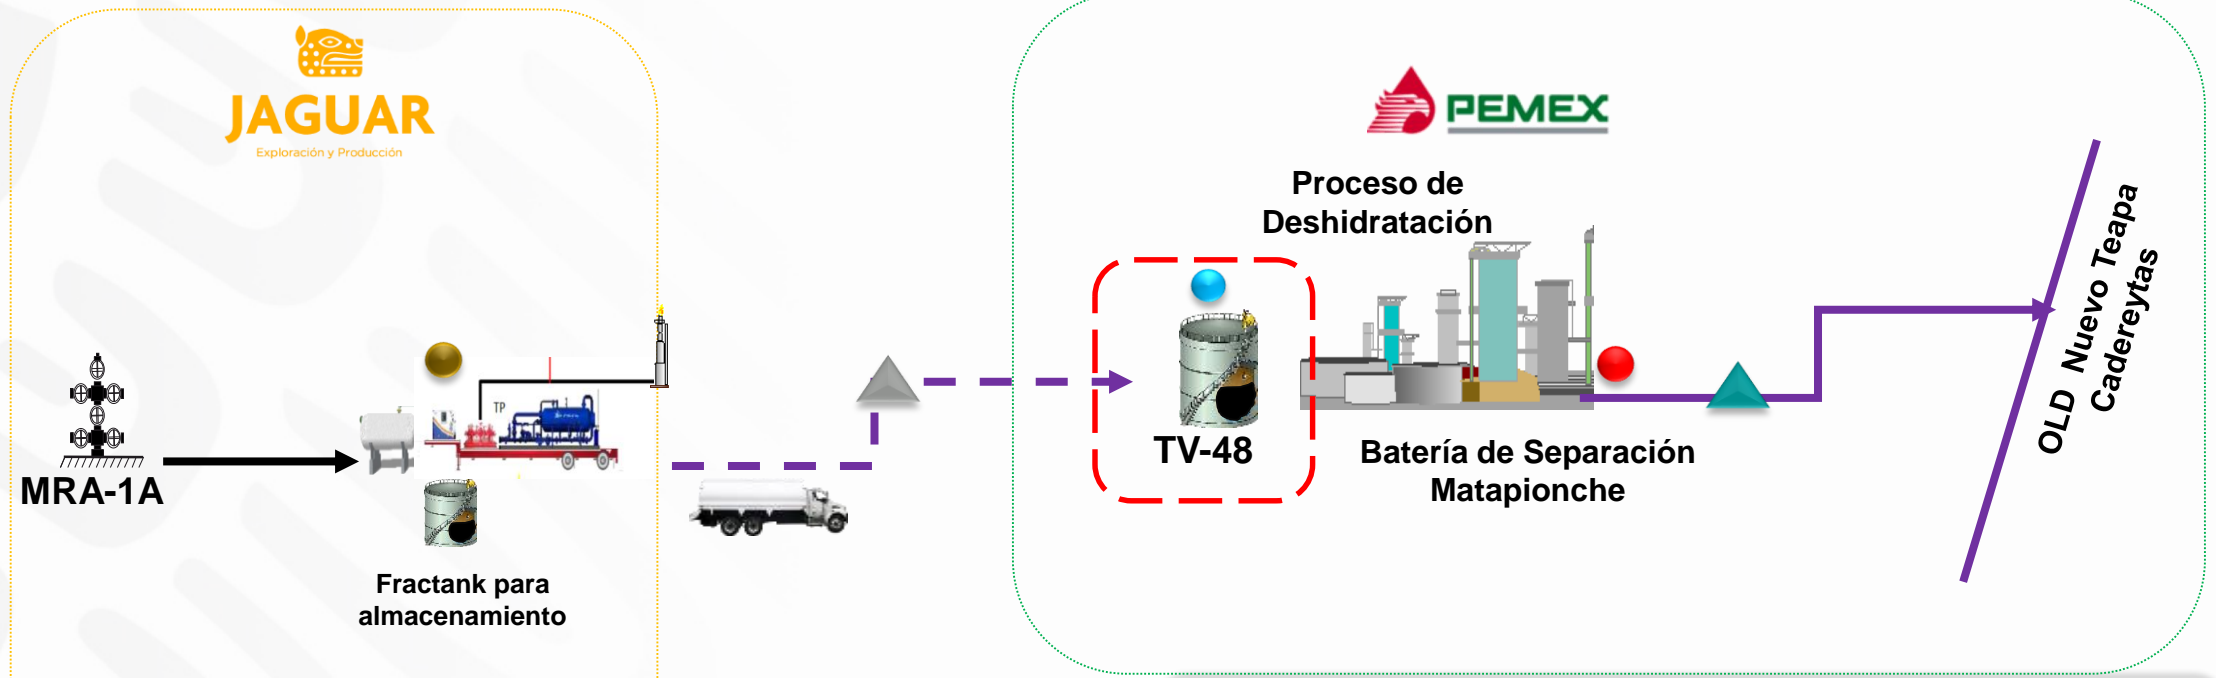 JAGUAR
Exploración y Producción
PEMEX
Proceso de
Deshidratación
OLD Nuevo Teapa
Cadereytas
TP
MRA-1A
TV-48
Batería de Separación
Matapionche
Fractank para
almacenamiento